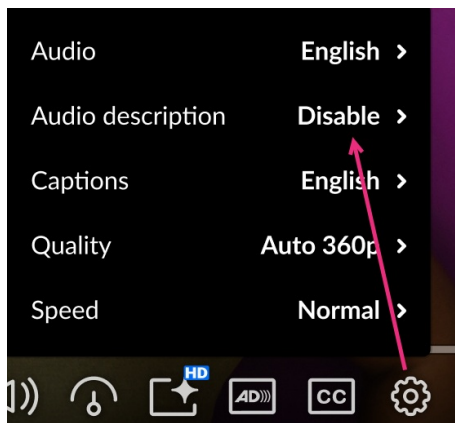 Audio English
Audio description Disable
Captions English
Quality Auto 360p
Speed Normal
HD
AD CC